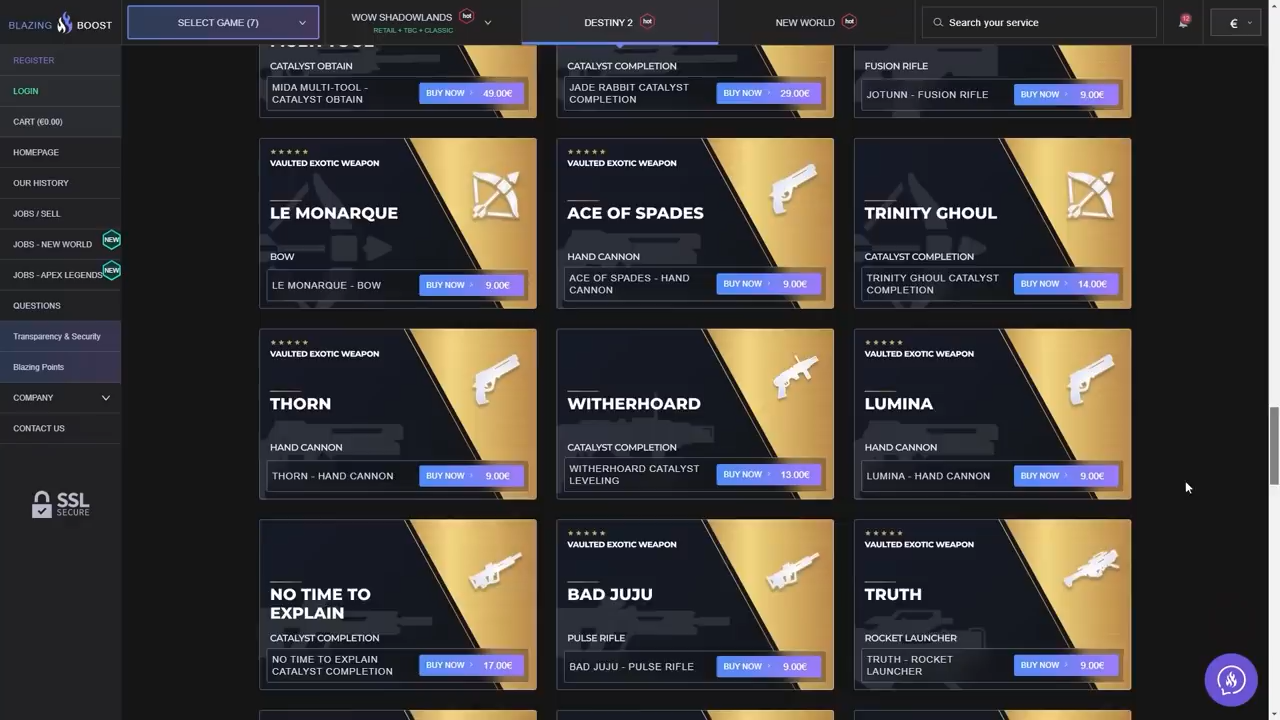 BLAZING BOOST
SELECT GAME (7)
WOW SHADOWLANDS hot
RETAIL + TBC + CLASSIC
DESTINY 2 hot
NEW WORLD hot
Search your service
12
€
REGISTER
LOGIN
CART (€0.00)
HOMEPAGE
OUR HISTORY
JOBS / SELL
JOBS - NEW WORLD NEW
JOBS - APEX LEGENDS NEW
QUESTIONS
Transparency & Security
Blazing Points
COMPANY
CONTACT US
SSL
SECURE
MULTI-TOOL
CATALYST OBTAIN
MIDA MULTI-TOOL -
CATALYST OBTAIN
BUY NOW 49.00€
CATALYST COMPLETION
JADE RABBIT CATALYST
COMPLETION
BUY NOW 29.00€
FUSION RIFLE
JOTUNN - FUSION RIFLE
BUY NOW 9.00€
VAULTED EXOTIC WEAPON
LE MONARQUE
BOW
LE MONARQUE - BOW
BUY NOW 9.00€
VAULTED EXOTIC WEAPON
ACE OF SPADES
HAND CANNON
ACE OF SPADES - HAND
CANNON
BUY NOW 9.00€
TRINITY GHOUL
CATALYST COMPLETION
TRINITY GHOUL CATALYST
COMPLETION
BUY NOW 14.00€
VAULTED EXOTIC WEAPON
THORN
HAND CANNON
THORN - HAND CANNON
BUY NOW 9.00€
WITHERHOARD
CATALYST COMPLETION
WITHERHOARD CATALYST
LEVELING
BUY NOW 13.00€
VAULTED EXOTIC WEAPON
LUMINA
HAND CANNON
LUMINA - HAND CANNON
BUY NOW 9.00€
NO TIME TO
EXPLAIN
CATALYST COMPLETION
NO TIME TO EXPLAIN
CATALYST COMPLETION
BUY NOW 17.00€
VAULTED EXOTIC WEAPON
BAD JUJU
PULSE RIFLE
BAD JUJU - PULSE RIFLE
BUY NOW 9.00€
VAULTED EXOTIC WEAPON
TRUTH
ROCKET LAUNCHER
TRUTH - ROCKET
LAUNCHER
BUY NOW 9.00€